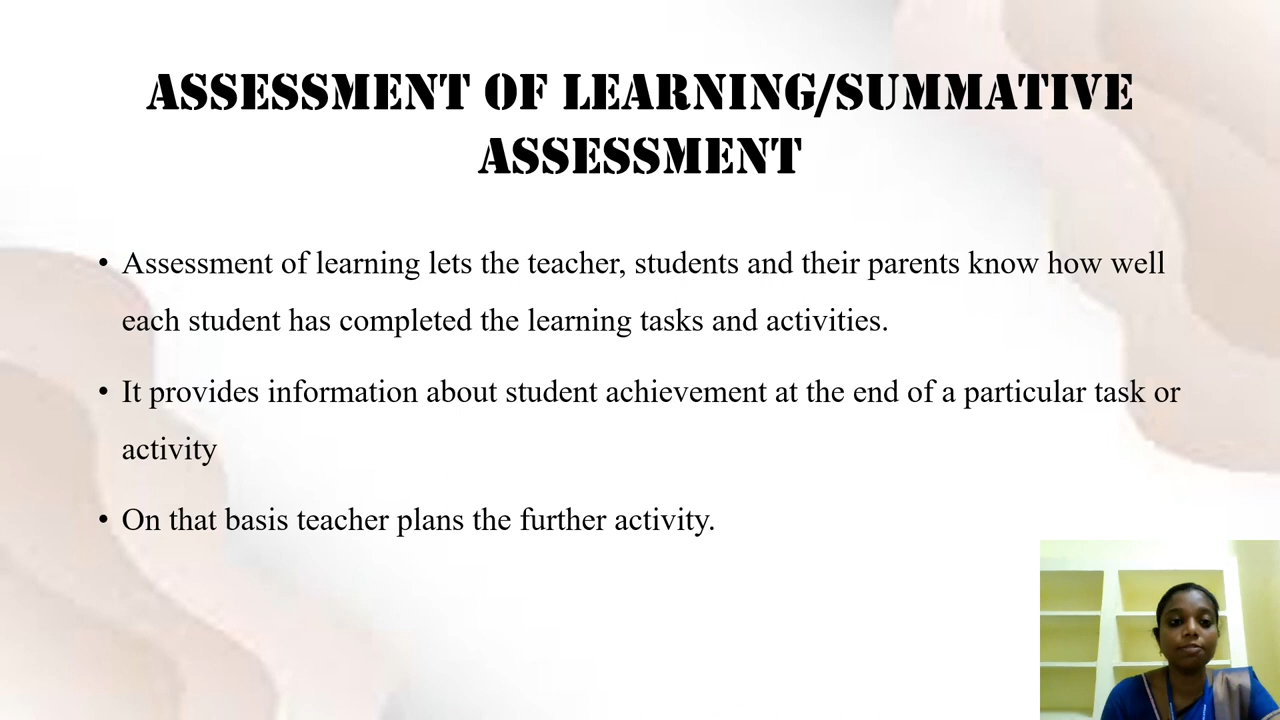 ASSESSMENT OF LEARNING/SUMMATIVE
ASSESSMENT
• Assessment of learning lets the teacher, students and their parents know how well
each student has completed the learning tasks and activities.
• It provides information about student achievement at the end of a particular task or
activity
• On that basis teacher plans the further activity.